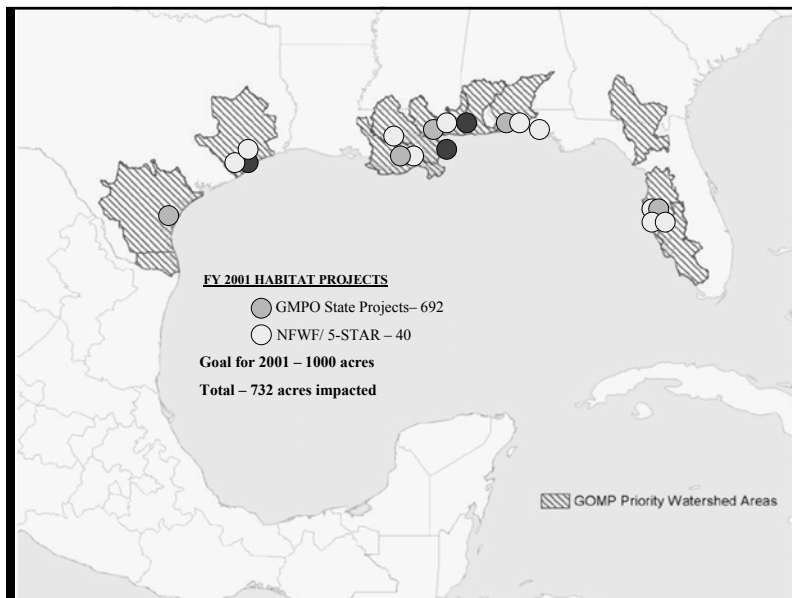 FY 2001 HABITAT PROJECTS
GMPO State Projects– 692
NFWF/ 5-STAR – 40
Goal for 2001 – 1000 acres
Total – 732 acres impacted
GOMP Priority Watershed Areas